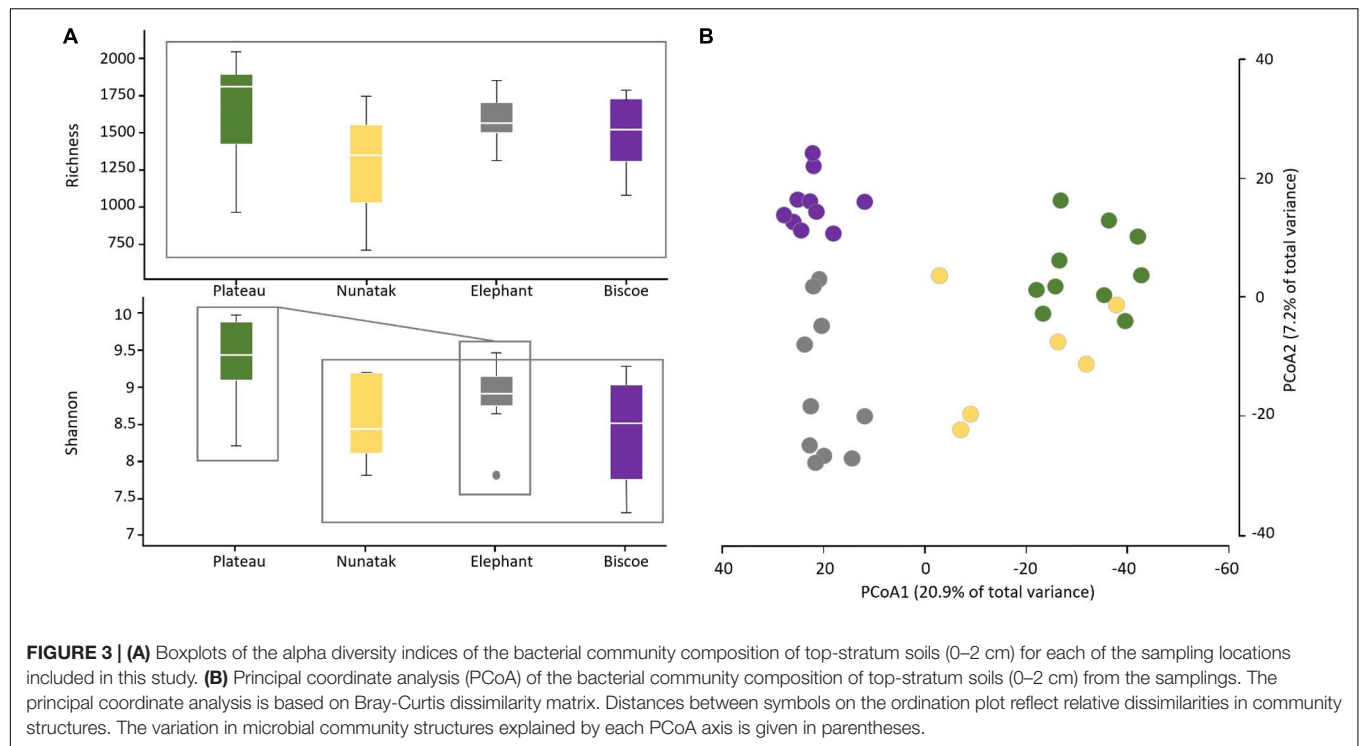 A
B
Richness
2000
1750
1500
1250
1000
750
Plateau Nunatak Elephant Biscoe
Shannon
10
9.5
9
8.5
8
7.5
7
Plateau Nunatak Elephant Biscoe
40
20
0
-20
-40
PCoA2 (7.2% of total variance)
40 20 0 -20 -40 -60
PCoA1 (20.9% of total variance)
FIGURE 3 | (A) Boxplots of the alpha diversity indices of the bacterial community composition of top-stratum soils (0–2 cm) for each of the sampling locations
included in this study. (B) Principal coordinate analysis (PCoA) of the bacterial community composition of top-stratum soils (0–2 cm) from the samplings. The
principal coordinate analysis is based on Bray-Curtis dissimilarity matrix. Distances between symbols on the ordination plot reflect relative dissimilarities in community
structures. The variation in microbial community structures explained by each PCoA axis is given in parentheses.